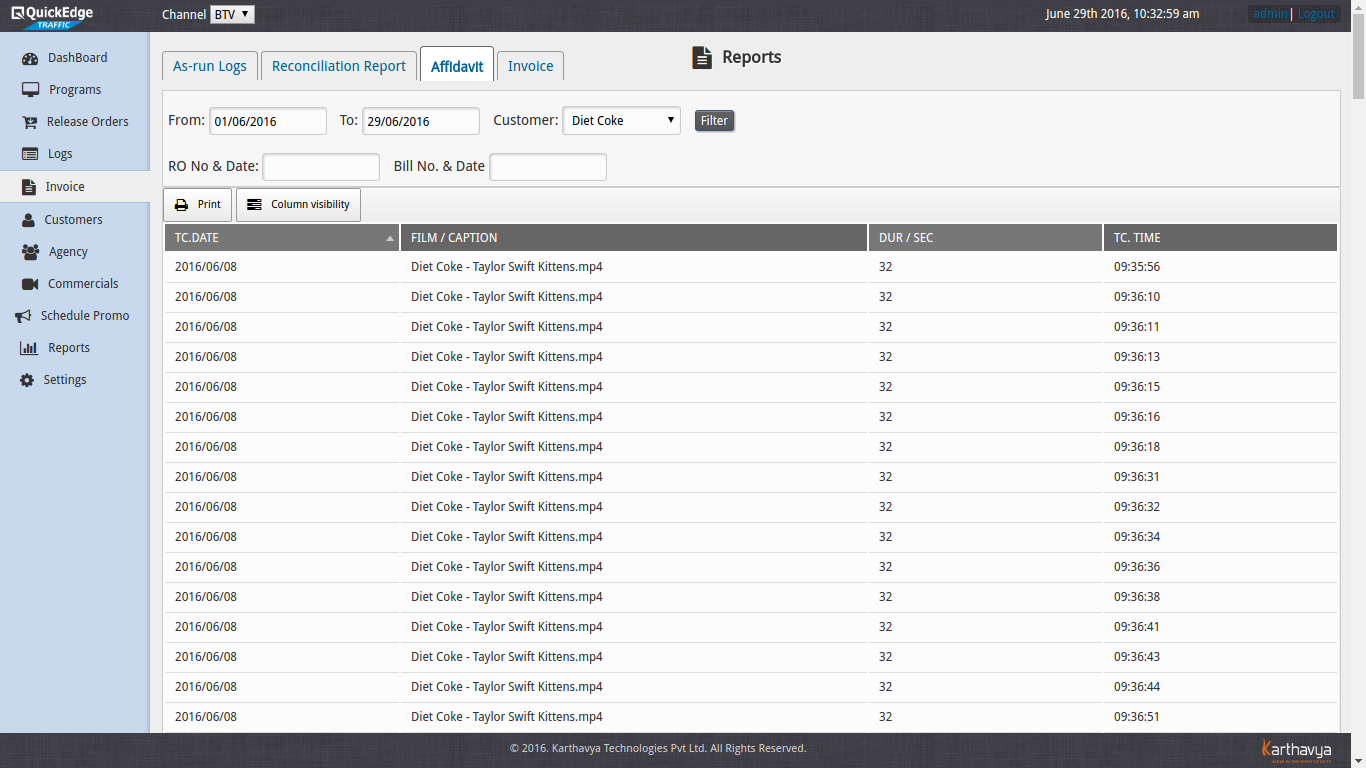 QuickEdge
TRAFFIC
Channel BTV
June 29th 2016, 10:32:59 am
admin| Logout
DashBoard
Programs
Release Orders
Logs
Invoice
Customers
Agency
Commercials
Schedule Promo
Reports
Settings
As-run Logs
Reconciliation Report
Affidavit
Invoice
Reports
From: 01/06/2016 To: 29/06/2016 Customer: Diet Coke Filter
RO No & Date: Bill No. & Date
Print Column visibility
TC.DATE FILM / CAPTION DUR / SEC TC. TIME
2016/06/08 Diet Coke - Taylor Swift Kittens.mp4 32 09:35:56
2016/06/08 Diet Coke - Taylor Swift Kittens.mp4 32 09:36:10
2016/06/08 Diet Coke - Taylor Swift Kittens.mp4 32 09:36:11
2016/06/08 Diet Coke - Taylor Swift Kittens.mp4 32 09:36:13
2016/06/08 Diet Coke - Taylor Swift Kittens.mp4 32 09:36:15
2016/06/08 Diet Coke - Taylor Swift Kittens.mp4 32 09:36:16
2016/06/08 Diet Coke - Taylor Swift Kittens.mp4 32 09:36:18
2016/06/08 Diet Coke - Taylor Swift Kittens.mp4 32 09:36:31
2016/06/08 Diet Coke - Taylor Swift Kittens.mp4 32 09:36:32
2016/06/08 Diet Coke - Taylor Swift Kittens.mp4 32 09:36:34
2016/06/08 Diet Coke - Taylor Swift Kittens.mp4 32 09:36:36
2016/06/08 Diet Coke - Taylor Swift Kittens.mp4 32 09:36:38
2016/06/08 Diet Coke - Taylor Swift Kittens.mp4 32 09:36:41
2016/06/08 Diet Coke - Taylor Swift Kittens.mp4 32 09:36:43
2016/06/08 Diet Coke - Taylor Swift Kittens.mp4 32 09:36:44
2016/06/08 Diet Coke - Taylor Swift Kittens.mp4 32 09:36:51
© 2016. Karthavya Technologies Pvt Ltd. All Rights Reserved.
Karthavya